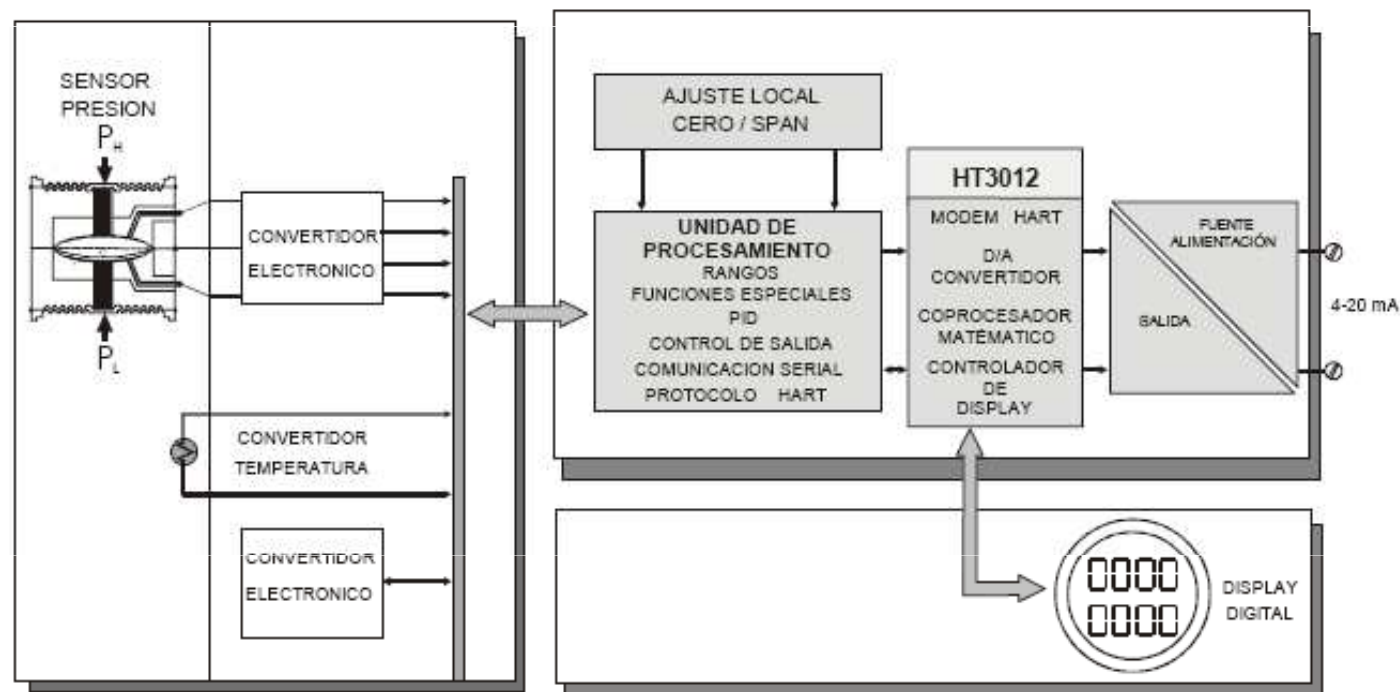 SENSOR
PRESION
P_H
P_L
CONVERTIDOR
ELECTRONICO
CONVERTIDOR
TEMPERATURA
CONVERTIDOR
ELECTRONICO
AJUSTE LOCAL
CERO / SPAN
UNIDAD DE
PROCESAMIENTO
RANGOS
FUNCIONES ESPECIALES
PID
CONTROL DE SALIDA
COMUNICACION SERIAL
PROTOCOLO HART
HT3012
MODEM HART
D/A
CONVERTIDOR
COPROCESADOR
MATEMATICO
CONTROLADOR
DE
DISPLAY
FUENTE
ALIMENTACIÓN
SALIDA
4-20 mA
0000
0000
DISPLAY
DIGITAL